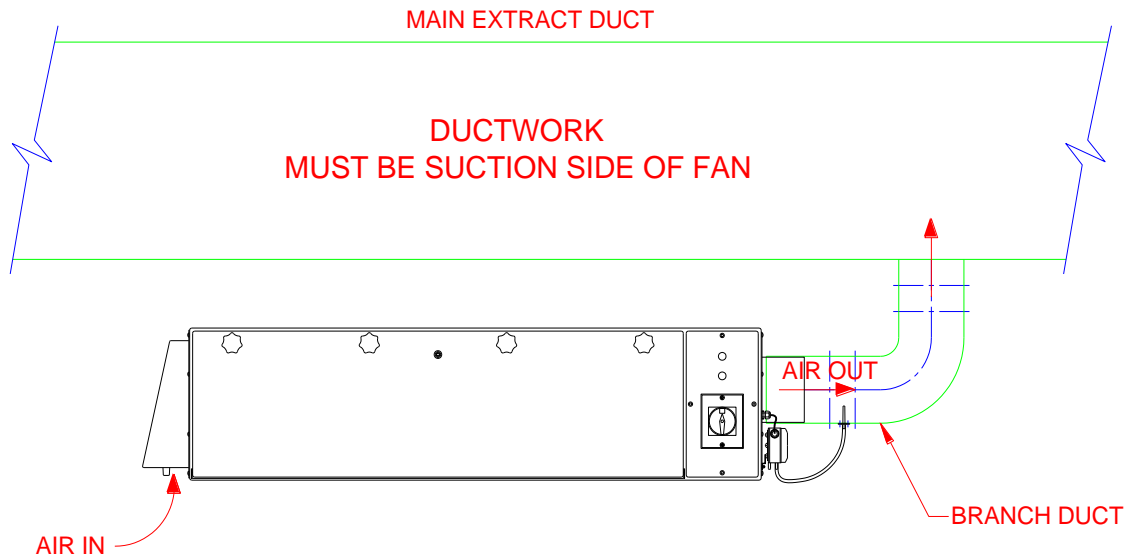 MAIN EXTRACT DUCT
DUCTWORK
MUST BE SUCTION SIDE OF FAN
AIR OUT
BRANCH DUCT
AIR IN